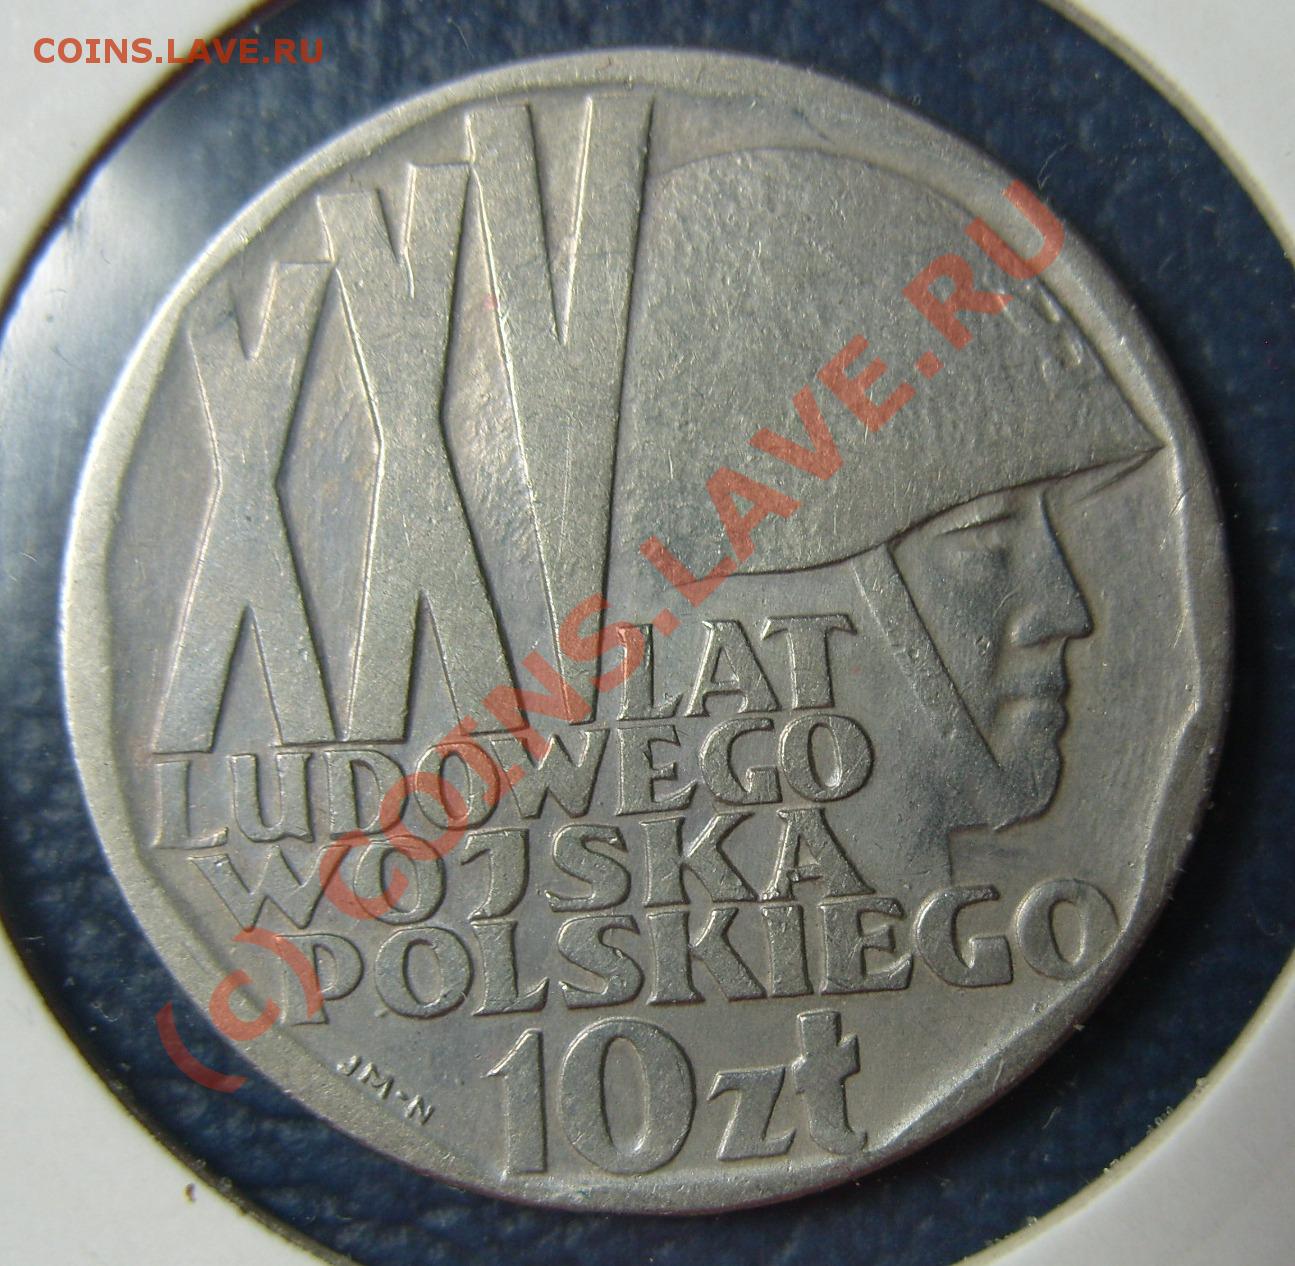 COINS.LAVE.RU
XXV
LAT
LUDOWEGO
WOJSKA
POLSKIEGO
10 zł
JM-N
(c) COINS.LAVE.RU